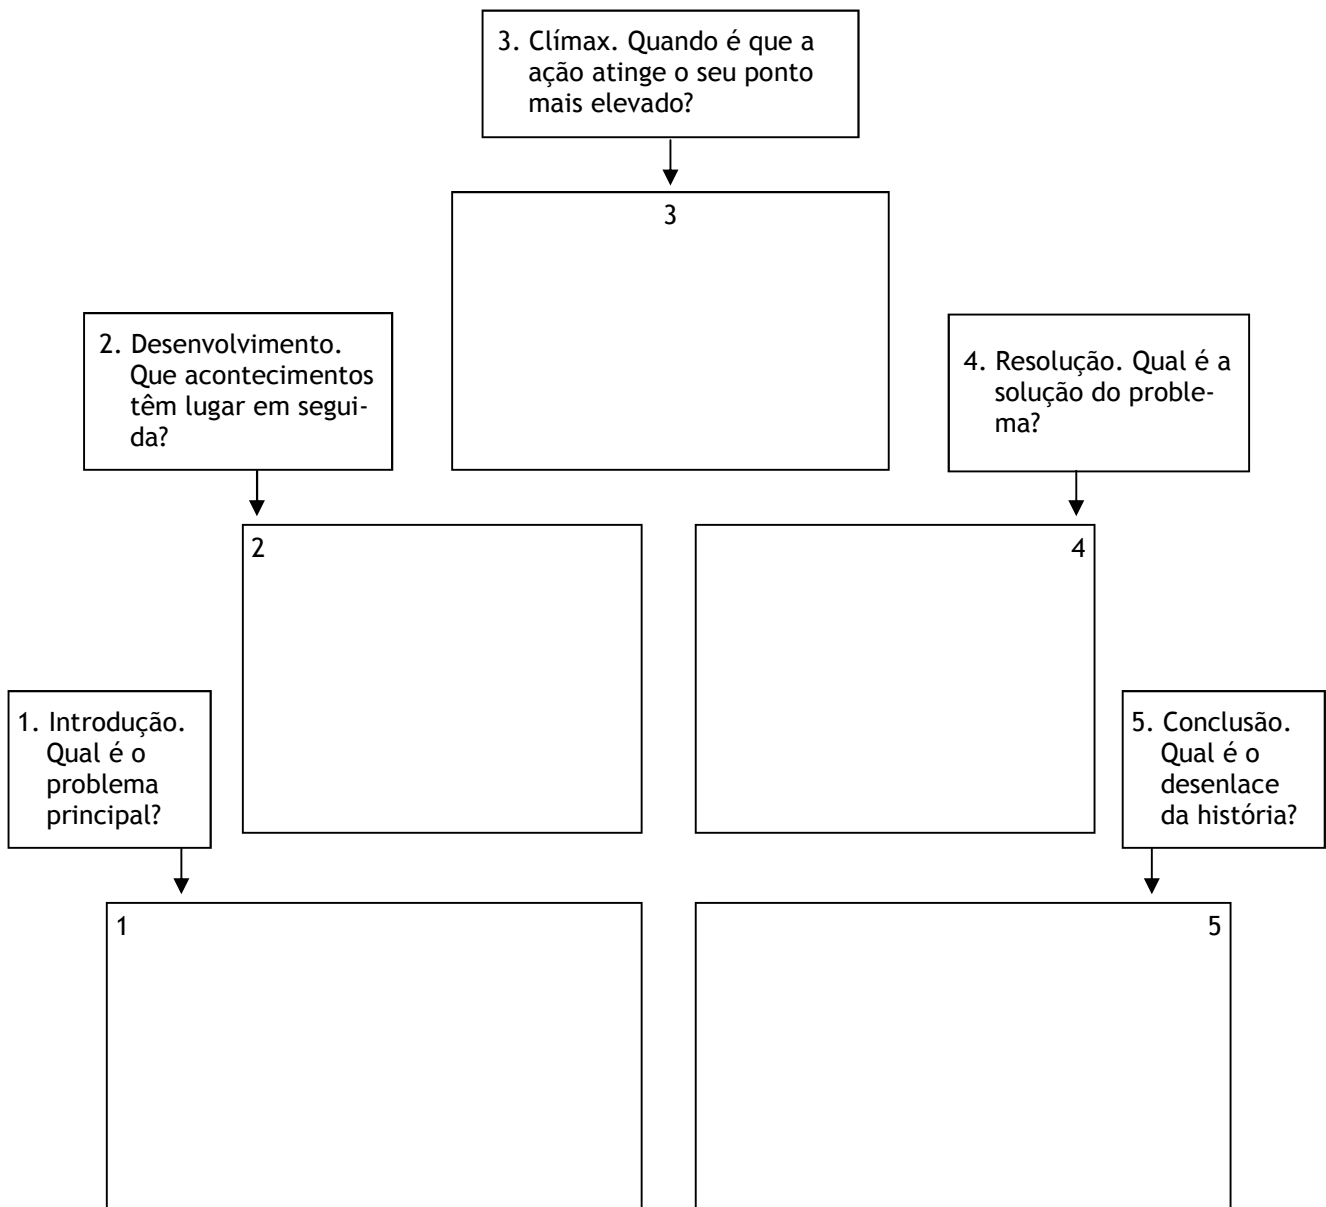 3. Clímax. Quando é que a
ação atinge o seu ponto
mais elevado?
3
2. Desenvolvimento.
Que acontecimentos
têm lugar em segui-
da?
4. Resolução. Qual é a
solução do proble-
ma?
2
4
1. Introdução.
Qual é o
problema
principal?
5. Conclusão.
Qual é o
desenlace
da história?
1
5